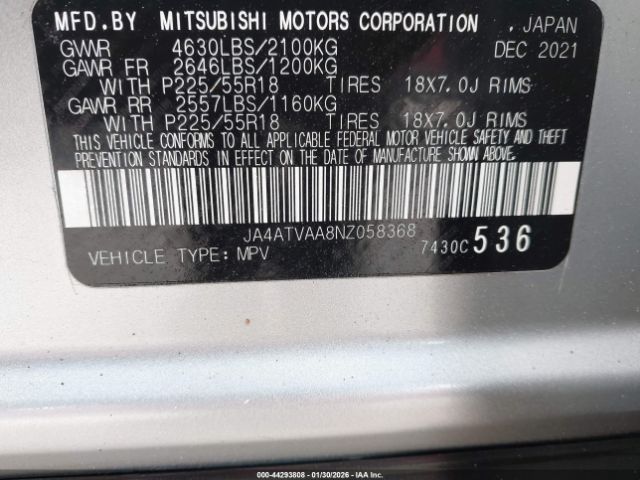 MFD.BY MITSUBISHI MOTORS CORPORATION , JAPAN
GVWR 4630LBS/2100KG DEC 2021
GAWR FR 2646LBS/1200KG
WITH P225/55R18 TIRES 18X7.0J RIMS
GAWR RR 2557LBS/1160KG
WITH P225/55R18 TIRES 18X7.0J RIMS
THIS VEHICLE CONFORMS TO ALL APPLICABLE FEDERAL MOTOR VEHICLE SAFETY AND THEFT
PREVENTION STANDARDS IN EFFECT ON THE DATE OF MANUFACTURE SHOWN ABOVE.
JA4ATVAA8NZ058368
VEHICLE TYPE: MPV 7430C 536
000-44293808 - 01/30/2026 - IAA Inc.